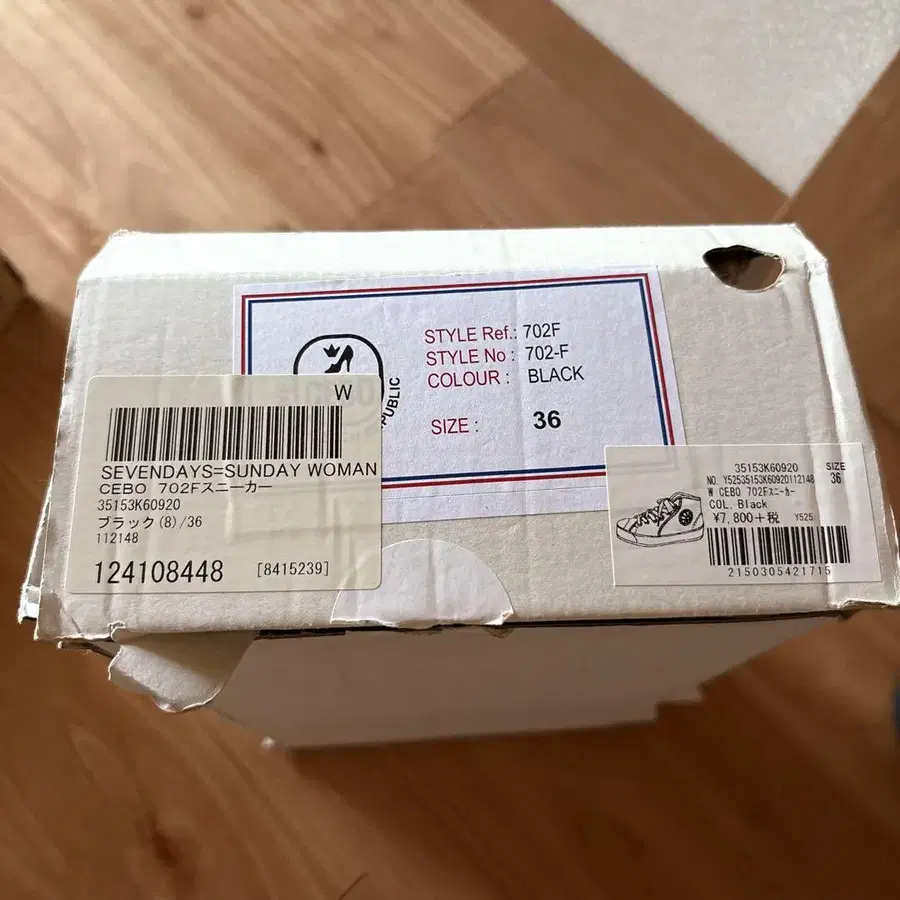 STYLE Ref.: 702F
STYLE No : 702-F
COLOUR : BLACK
SIZE : 36
W
SEVENDAYS=SUNDAY WOMAN
CEBO 702Fスニーカー
35153K60920
ブラック(8)/36
112148
124108448 [8415239]
35153K60920 SIZE
NO. Y52535153K60920112148 36
W CEBO 702Fスニーカー
COL. Black
¥7,800+税 Y525
2150305421715